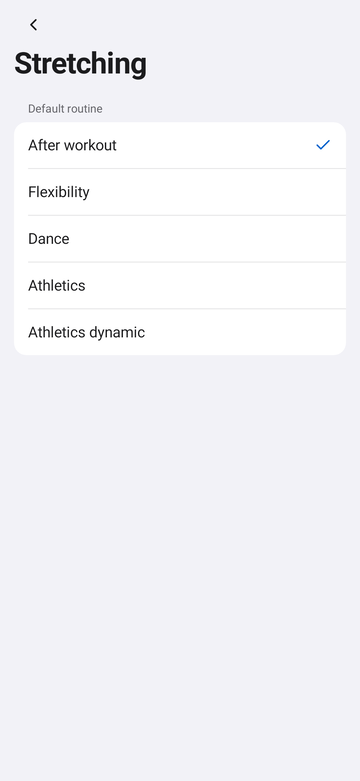 Stretching
Default routine
After workout
Flexibility
Dance
Athletics
Athletics dynamic